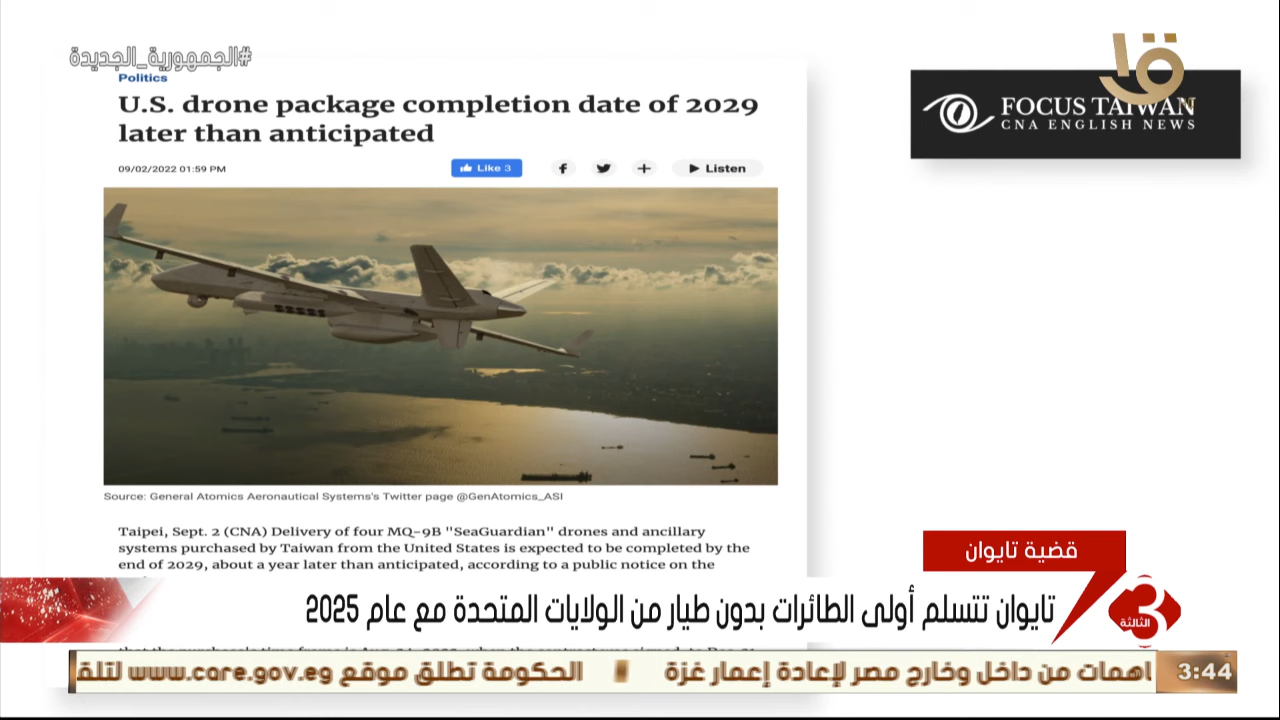 #الجمهورية_الجديدة
Politics
U.S. drone package completion date of 2029
later than anticipated
09/02/2022 01:59 PM
Like 3
Listen
FOCUS TAIWAN
CNA ENGLISH NEWS
Source: General Atomics Aeronautical Systems's Twitter page @GenAtomics_ASI
Taipei, Sept. 2 (CNA) Delivery of four MQ-9B "SeaGuardian" drones and ancillary
systems purchased by Taiwan from the United States is expected to be completed by the
end of 2029, about a year later than anticipated, according to a public notice on the
قضية تايوان
تايوان تتسلم أولى الطائرات بدون طيار من الولايات المتحدة مع عام 2025
3
الثالثة
اهمات من داخل وخارج مصر لإعادة إعمار غزة الحكومة تطلق موقع www.care.gov.eg لتلة
3:44